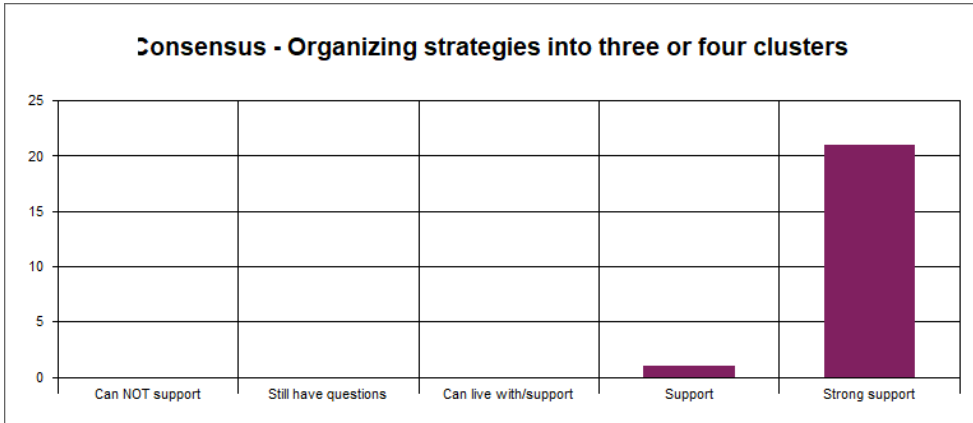 Consensus - Organizing strategies into three or four clusters
25
20
15
10
5
0
Can NOT support
Still have questions
Can live with/support
Support
Strong support